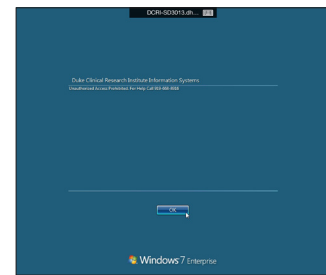 DCRI-SD3013.dh...
Duke Clinical Research Institute Information Systems
Unauthorized Access Prohibited. For Help Call
OK
Windows 7 Enterprise